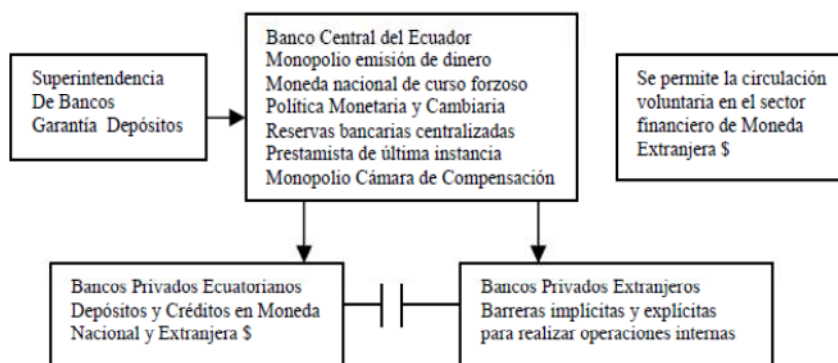 Superintendencia
De Bancos
Garantía Depósitos
Banco Central del Ecuador
Monopolio emisión de dinero
Moneda nacional de curso forzoso
Política Monetaria y Cambiaria
Reservas bancarias centralizadas
Prestamista de última instancia
Monopolio Cámara de Compensación
Se permite la circulación
voluntaria en el sector
financiero de Moneda
Extranjera $
Bancos Privados Ecuatorianos
Depósitos y Créditos en Moneda
Nacional y Extranjera $
Bancos Privados Extranjeros
Barreras implícitas y explícitas
para realizar operaciones internas